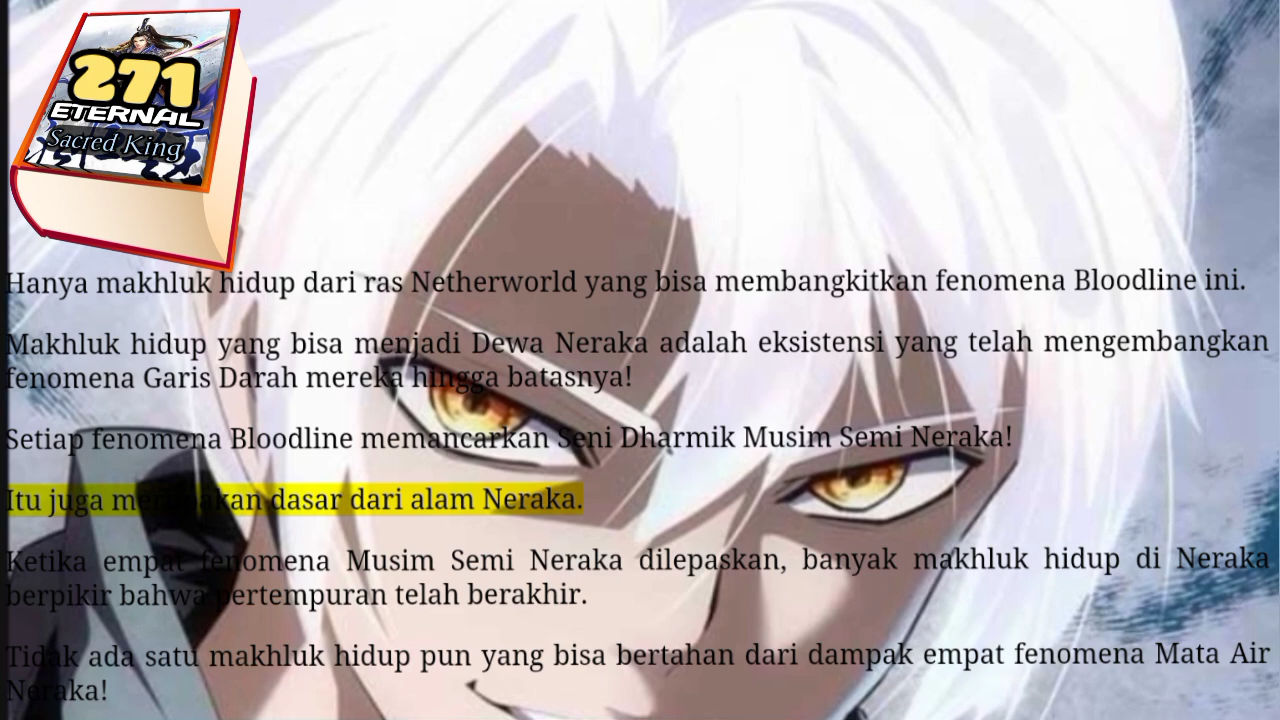 271
ETERNAL
Sacred King
Hanya makhluk hidup dari ras Netherworld yang bisa membangkitkan fenomena Bloodline ini.
Makhluk hidup yang bisa menjadi Dewa Neraka adalah eksistensi yang telah mengembangkan
fenomena Garis Darah mereka hingga batasnya!
Setiap fenomena Bloodline memancarkan Seni Dharmik Musim Semi Neraka!
Itu juga merupakan dasar dari alam Neraka.
Ketika empat fenomena Musim Semi Neraka dilepaskan, banyak makhluk hidup di Neraka
berpikir bahwa pertempuran telah berakhir.
Tidak ada satu makhluk hidup pun yang bisa bertahan dari dampak empat fenomena Mata Air
Neraka!